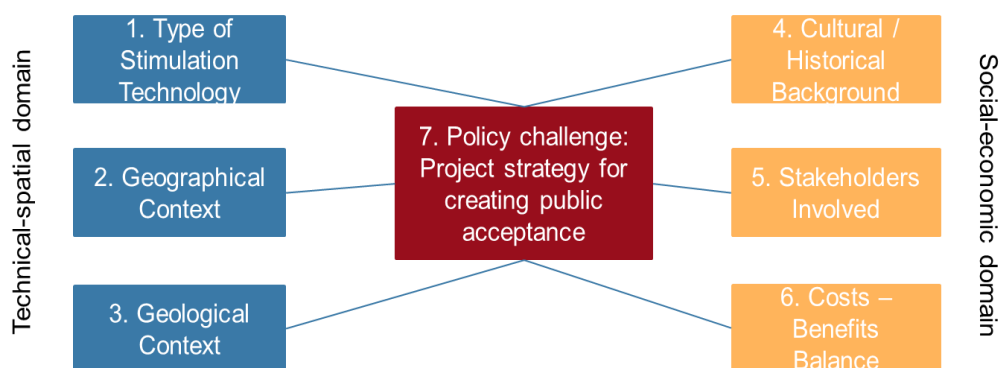 Technical-spatial domain
1. Type of
Stimulation
Technology
2. Geographical
Context
3. Geological
Context
7. Policy challenge:
Project strategy for
creating public
acceptance
4. Cultural /
Historical
Background
5. Stakeholders
Involved
6. Costs –
Benefits
Balance
Social-economic domain